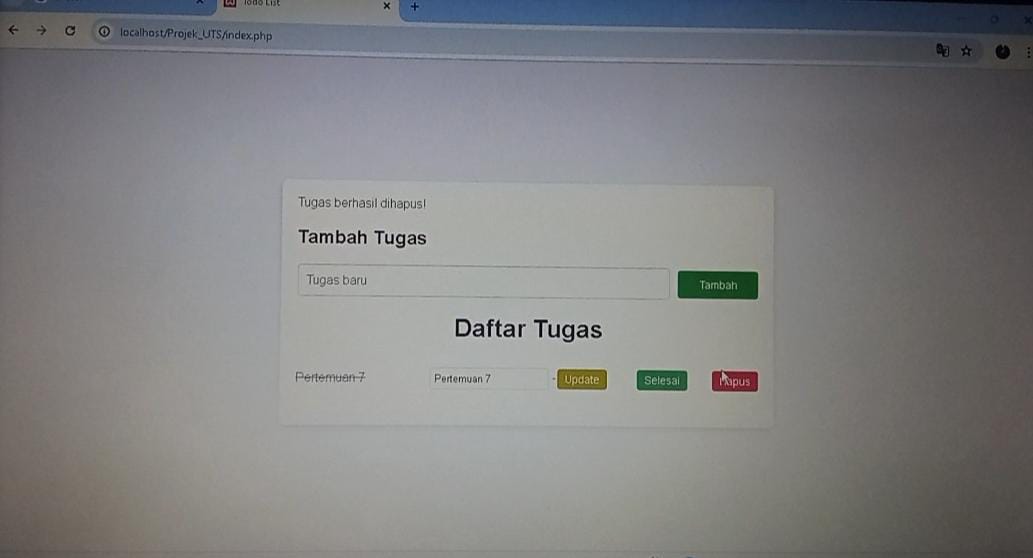 Todo List
localhost/Projek_UTS/index.php
Tugas berhasil dihapus!
Tambah Tugas
Tugas baru Tambah
Daftar Tugas
Pertemuan 7 Pertemuan 7 - Update Selesai Hapus